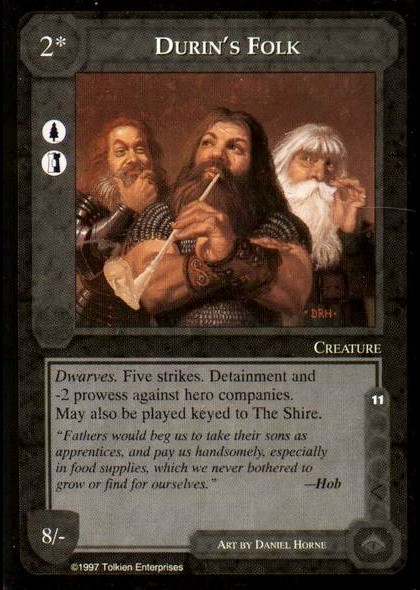 2*
DURIN'S FOLK
DRH
CREATURE
Dwarves. Five strikes. Detainment and
-2 prowess against hero companies.
May also be played keyed to The Shire.
11
"Fathers would beg us to take their sons as
apprentices, and pay us handsomely, especially
in food supplies, which we never bothered to
grow or find for ourselves." —Hob
8/-
ART BY DANIEL HORNE
©1997 Tolkien Enterprises